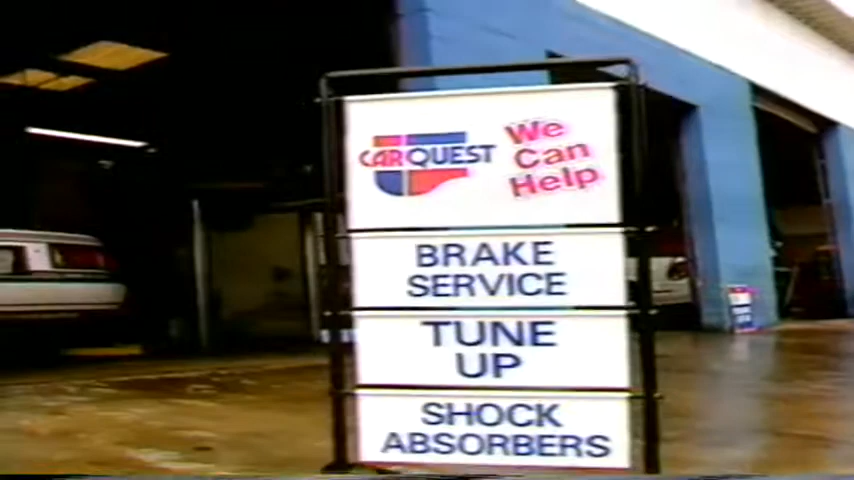 CARQUEST
We
Can
Help
BRAKE
SERVICE
TUNE
UP
SHOCK
ABSORBERS